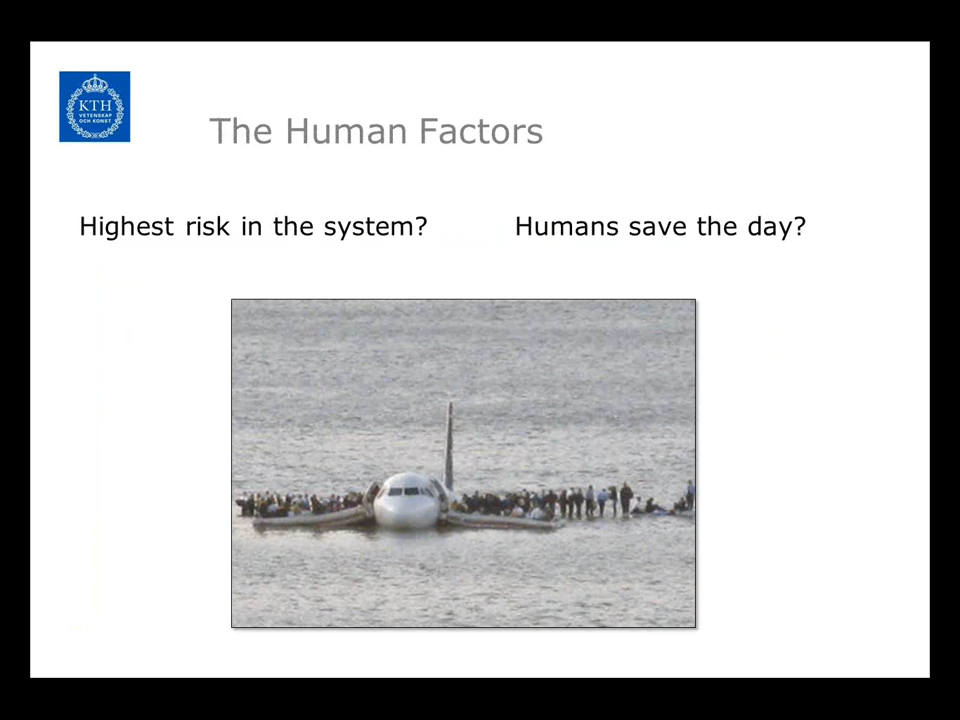 KTH
VETENSKAP
OCH KONST
The Human Factors
Highest risk in the system?
Humans save the day?